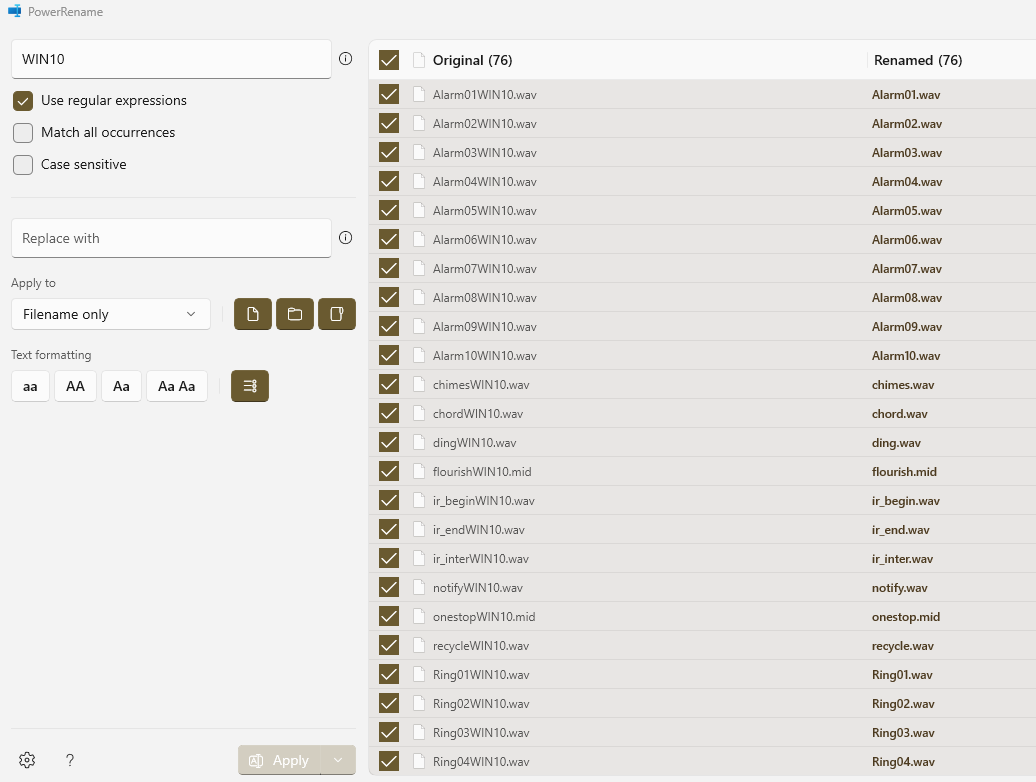 PowerRename
WIN10
Use regular expressions
Match all occurrences
Case sensitive
Replace with
Apply to
Filename only
Text formatting
aa AA Aa Aa Aa
? Apply
Original (76) Renamed (76)
Alarm01WIN10.wav Alarm01.wav
Alarm02WIN10.wav Alarm02.wav
Alarm03WIN10.wav Alarm03.wav
Alarm04WIN10.wav Alarm04.wav
Alarm05WIN10.wav Alarm05.wav
Alarm06WIN10.wav Alarm06.wav
Alarm07WIN10.wav Alarm07.wav
Alarm08WIN10.wav Alarm08.wav
Alarm09WIN10.wav Alarm09.wav
Alarm10WIN10.wav Alarm10.wav
chimesWIN10.wav chimes.wav
chordWIN10.wav chord.wav
dingWIN10.wav ding.wav
flourishWIN10.mid flourish.mid
ir_beginWIN10.wav ir_begin.wav
ir_endWIN10.wav ir_end.wav
ir_interWIN10.wav ir_inter.wav
notifyWIN10.wav notify.wav
onestopWIN10.mid onestop.mid
recycleWIN10.wav recycle.wav
Ring01WIN10.wav Ring01.wav
Ring02WIN10.wav Ring02.wav
Ring03WIN10.wav Ring03.wav
Ring04WIN10.wav Ring04.wav